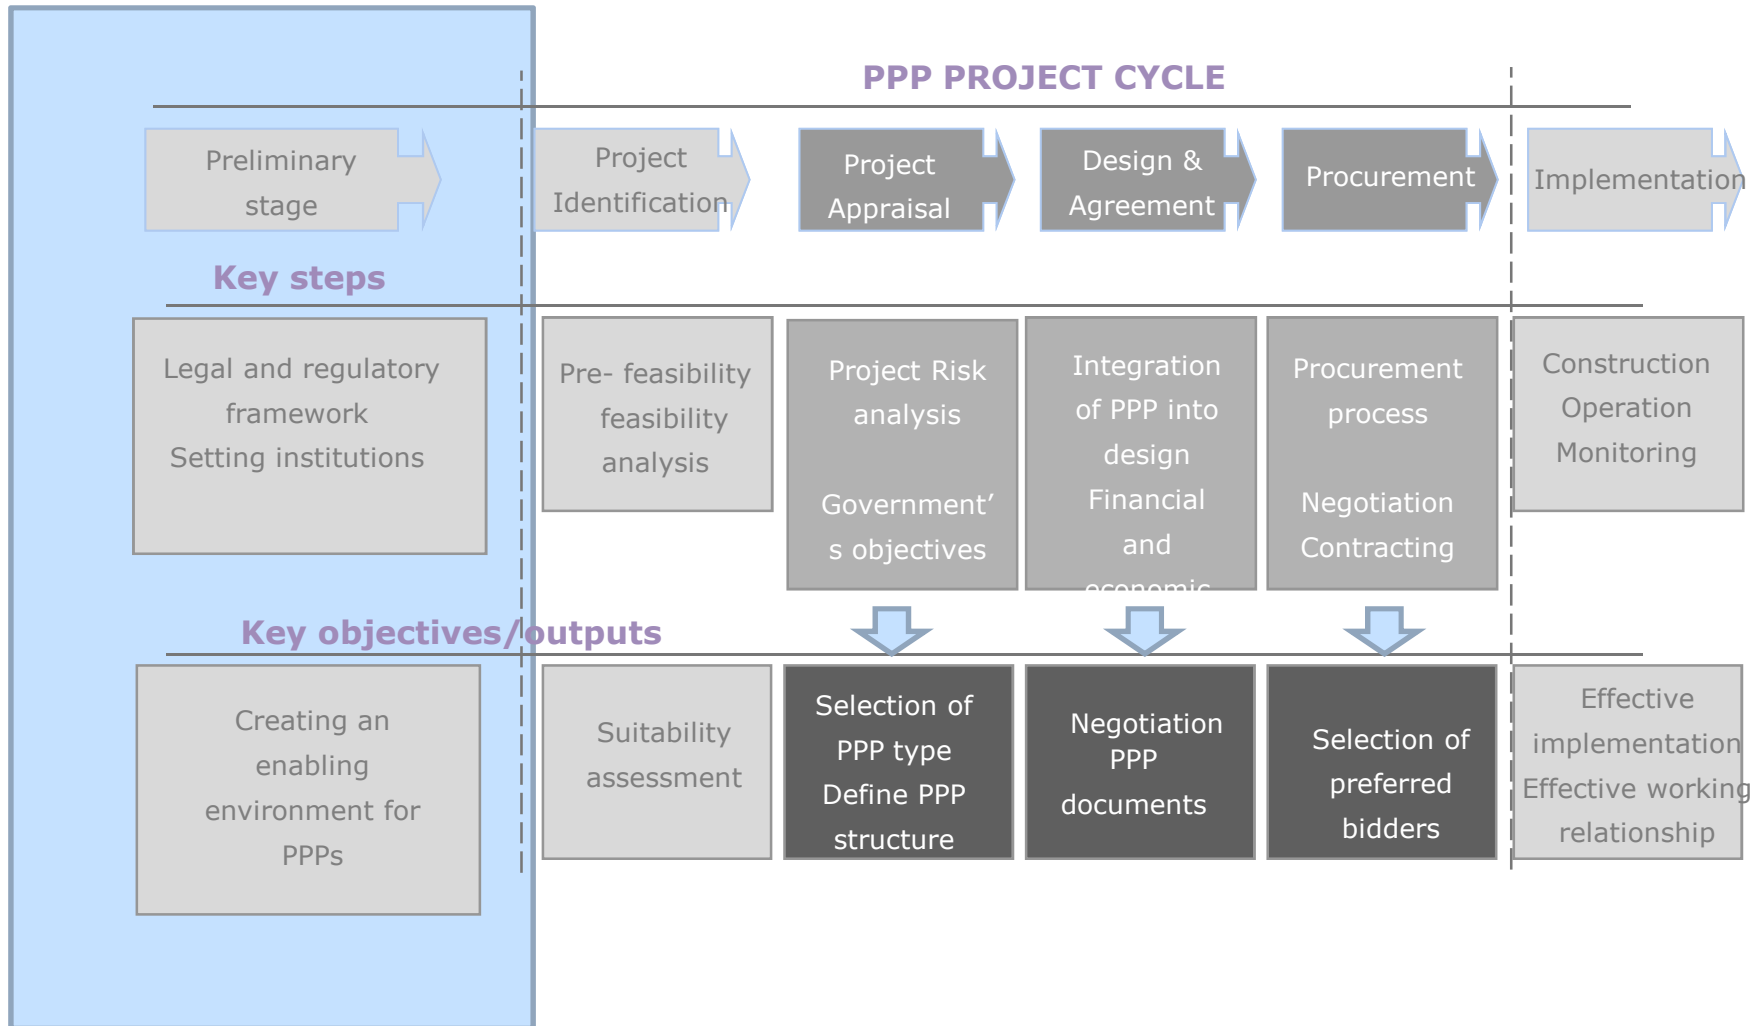 PPP PROJECT CYCLE
Preliminary
stage
Project
Identification
Project
Appraisal
Design &
Agreement
Procurement
Implementation
Key steps
Legal and regulatory
framework
Setting institutions
Pre- feasibility
feasibility
analysis
Project Risk
analysis
Government’
s objectives
Integration
of PPP into
design
Financial
and
economic
Procurement
process
Negotiation
Contracting
Construction
Operation
Monitoring
Key objectives/outputs
Creating an
enabling
environment for
PPPs
Suitability
assessment
Selection of
PPP type
Define PPP
structure
Negotiation
PPP
documents
Selection of
preferred
bidders
Effective
implementation
Effective working
relationship